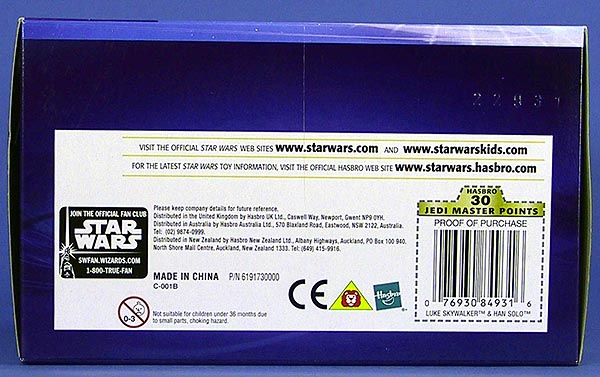 22831
VISIT THE OFFICIAL STAR WARS WEB SITES www.starwars.com AND www.starwarskids.com
FOR THE LATEST STAR WARS TOY INFORMATION, VISIT THE OFFICIAL HASBRO WEB SITE www.starwars.hasbro.com
JOIN THE OFFICIAL FAN CLUB
STAR
WARS
SWFAN.WIZARDS.COM
1-800-TRUE-FAN
Please keep company details for future reference.
Distributed in the United Kingdom by Hasbro UK Ltd., Caswell Way, Newport, Gwent NP9 0YH.
Distributed in Australia by Hasbro Australia Ltd., 570 Blaxland Road, Eastwood, NSW 2122, Australia.
Tel: (02) 9874-0999.
Distributed in New Zealand by Hasbro New Zealand Ltd., Albany Highways, Auckland, PO Box 100 940,
North Shore Mail Centre, Auckland, New Zealand 1333. Tel: (649) 415-9916.
MADE IN CHINA P/N 6191730000
C-001B
0-3
Not suitable for children under 36 months due
to small parts, choking hazard.
CE
Hasbro
HASBRO
30
JEDI MASTER POINTS
PROOF OF PURCHASE
0 76930 84931 6
LUKE SKYWALKER™ & HAN SOLO™